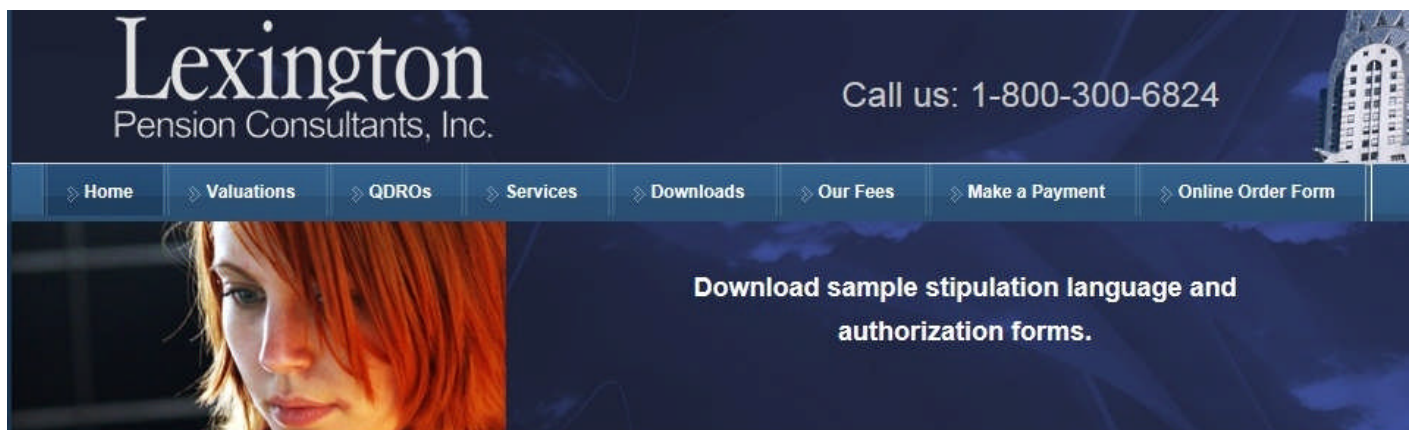 Lexington
Pension Consultants, Inc.
Call us: 1-800-300-6824
Home
Valuations
QDROs
Services
Downloads
Our Fees
Make a Payment
Online Order Form
Download sample stipulation language and
authorization forms.